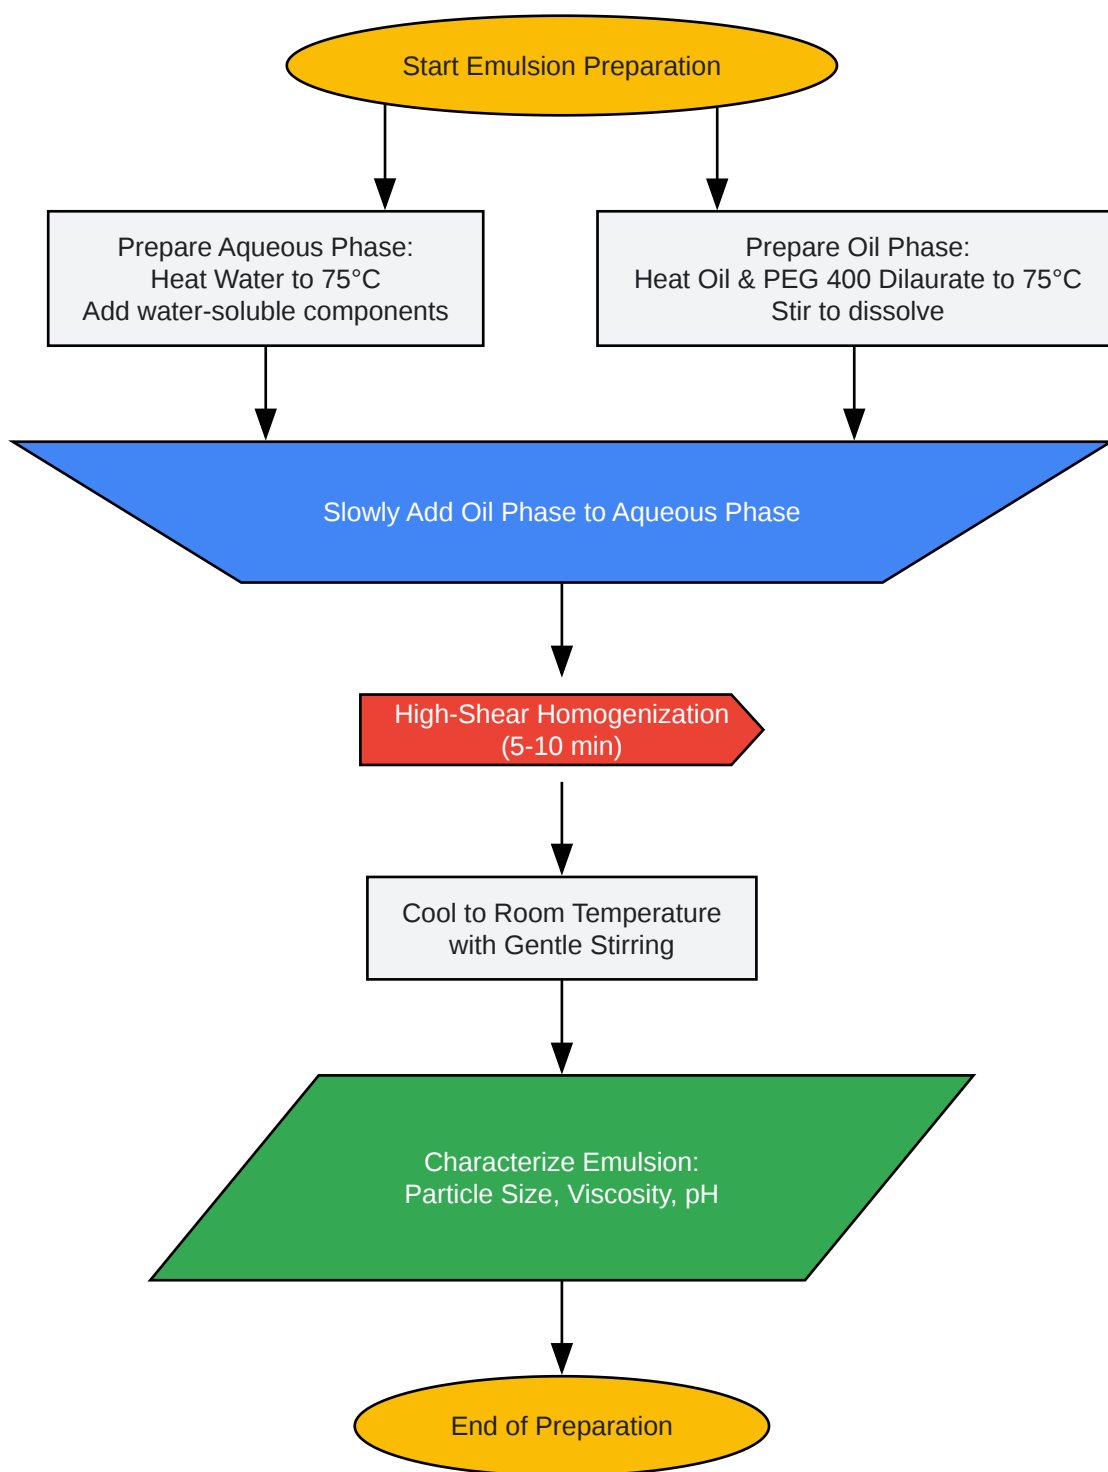 Start Emulsion Preparation
Prepare Aqueous Phase:
Heat Water to 75°C
Add water-soluble components
Prepare Oil Phase:
Heat Oil & PEG 400 Dilaurate to 75°C
Stir to dissolve
Slowly Add Oil Phase to Aqueous Phase
High-Shear Homogenization
(5-10 min)
Cool to Room Temperature
with Gentle Stirring
Characterize Emulsion:
Particle Size, Viscosity, pH
End of Preparation